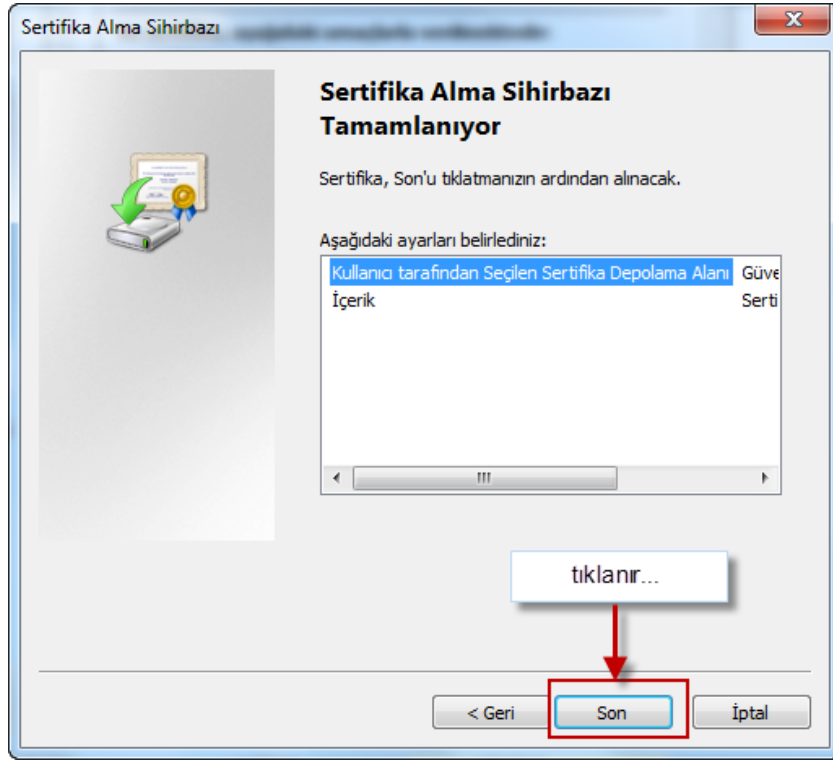 Sertifika Alma Sihirbazı
Sertifika Alma Sihirbazı
Tamamlanıyor
Sertifika, Son'u tıklatmanızın ardından alınacak.
Aşağıdaki ayarları belirlediniz:
Kullanıcı tarafından Seçilen Sertifika Depolama Alanı Güve
İçerik Serti
tıklanır...
< Geri Son İptal